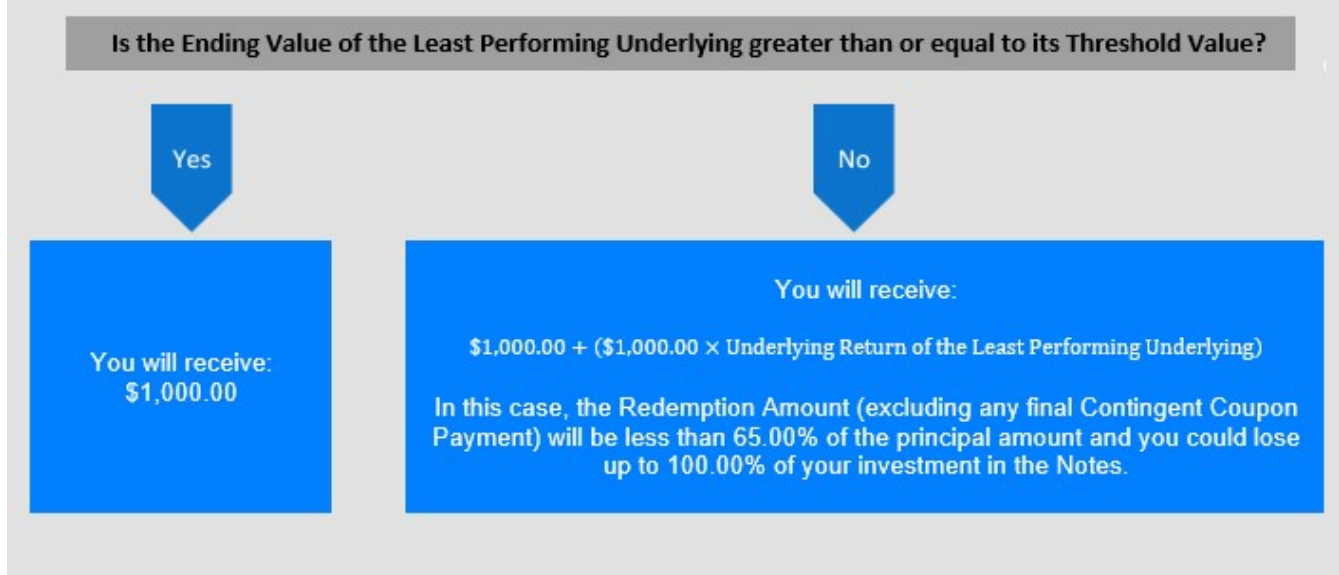 Is the Ending Value of the Least Performing Underlying greater than or equal to its Threshold Value?
Yes
No
You will receive:
$1,000.00
You will receive:
$1,000.00 + ($1,000.00 × Underlying Return of the Least Performing Underlying)
In this case, the Redemption Amount (excluding any final Contingent Coupon
Payment) will be less than 65.00% of the principal amount and you could lose
up to 100.00% of your investment in the Notes.